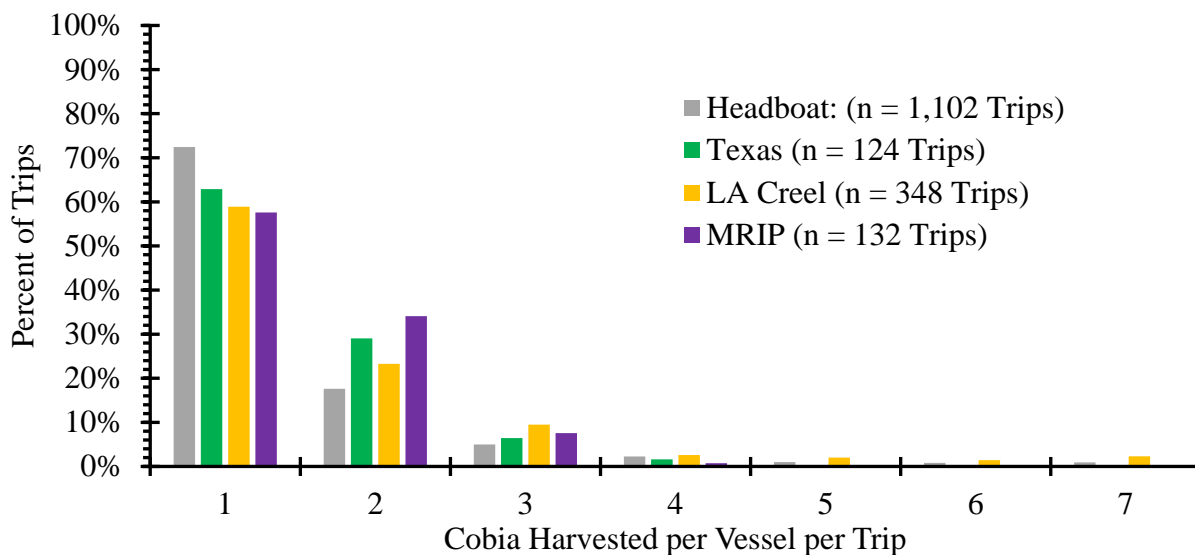 100%
90%
80%
70%
60%
50%
40%
30%
20%
10%
0%
Percent of Trips
Headboat: (n = 1,102 Trips)
Texas (n = 124 Trips)
LA Creel (n = 348 Trips)
MRIP (n = 132 Trips)
1 2 3 4 5 6 7
Cobia Harvested per Vessel per Trip